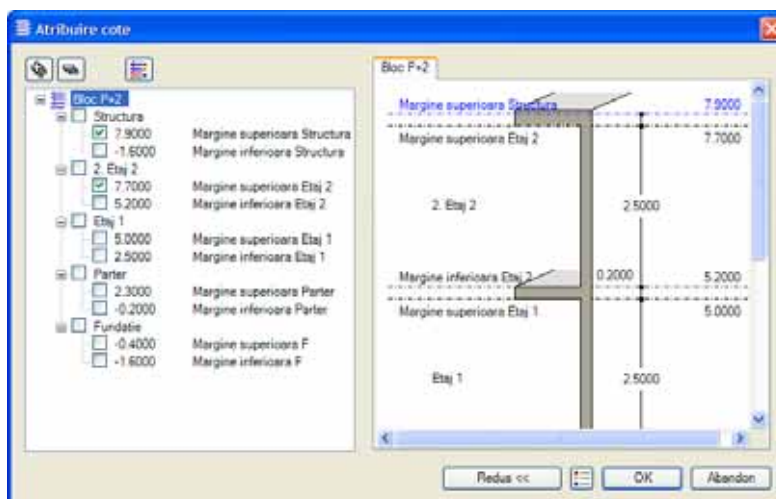 Atribuire cote
Bloc P+2
Structura
7.9000 Margine superioara Structura
-1.6000 Margine inferioara Structura
2. Etaj 2
7.7000 Margine superioara Etaj 2
5.2000 Margine inferioara Etaj 2
Etaj 1
5.0000 Margine superioara Etaj 1
2.5000 Margine inferioara Etaj 1
Parter
2.3000 Margine superioara Parter
-0.2000 Margine inferioara Parter
Fundatie
-0.4000 Margine superioara F
-1.6000 Margine inferioara F
Bloc P+2
Margine superioara Structura 7.9000
Margine superioara Etaj 2 7.7000
2. Etaj 2 2.5000
Margine inferioara Etaj 2 0.2000 5.2000
Margine superioara Etaj 1 5.0000
Etaj 1 2.5000
Redus << OK Abandon